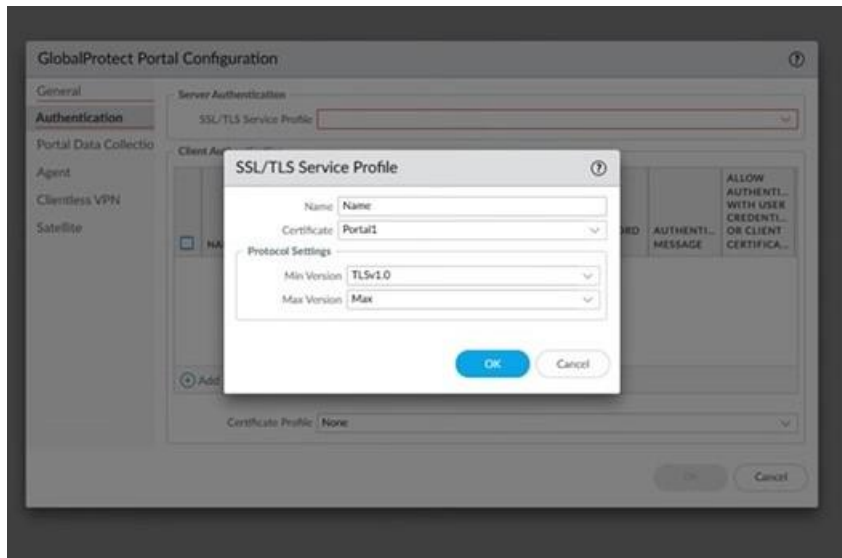 GlobalProtect Portal Configuration
General
Authentication
Portal Data Collectio
Agent
Clientless VPN
Satellite
Server Authentication
SSL/TLS Service Profile
SSL/TLS Service Profile
Name Name
Certificate Portal1
Protocol Settings
Min Version TLSv1.0
Max Version Max
OK Cancel
AUTHENTI...
MESSAGE
ALLOW
AUTHENTI...
WITH USER
CREDENTI...
OR CLIENT
CERTIFICA...
Add
Certificate Profile None
Cancel